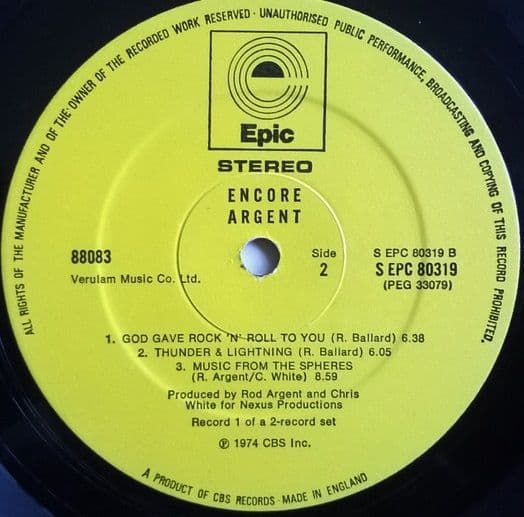 ALL RIGHTS OF THE MANUFACTURER AND OF THE OWNER OF THE RECORDED WORK RESERVED · UNAUTHORISED PUBLIC PERFORMANCE, BROADCASTING AND COPYING OF THIS RECORD PROHIBITED.
Epic
STEREO
ENCORE
ARGENT
88083
Verulam Music Co. Ltd.
Side
2
S EPC 80319 B
S EPC 80319
(PEG 33079)
1. GOD GAVE ROCK 'N' ROLL TO YOU (R. Ballard) 6.38
2. THUNDER & LIGHTNING (R. Ballard) 6.05
3. MUSIC FROM THE SPHERES
(R. Argent/C. White) 8.59
Produced by Rod Argent and Chris
White for Nexus Productions
Record 1 of a 2-record set
℗ 1974 CBS Inc.
A PRODUCT OF CBS RECORDS · MADE IN ENGLAND